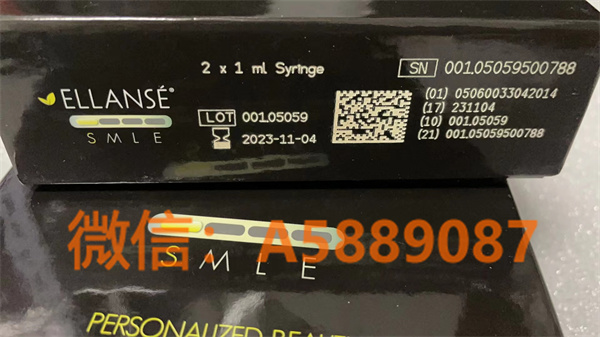 2 x 1 ml Syringe
SN 001.05059500788
ELLANSÉ®
S M L E
LOT 001.05059
2023-11-04
(01) 05060033042014
(17) 231104
(10) 001.05059
(21) 001.05059500788
微信：A5889087
S M L E
PERSONALIZED